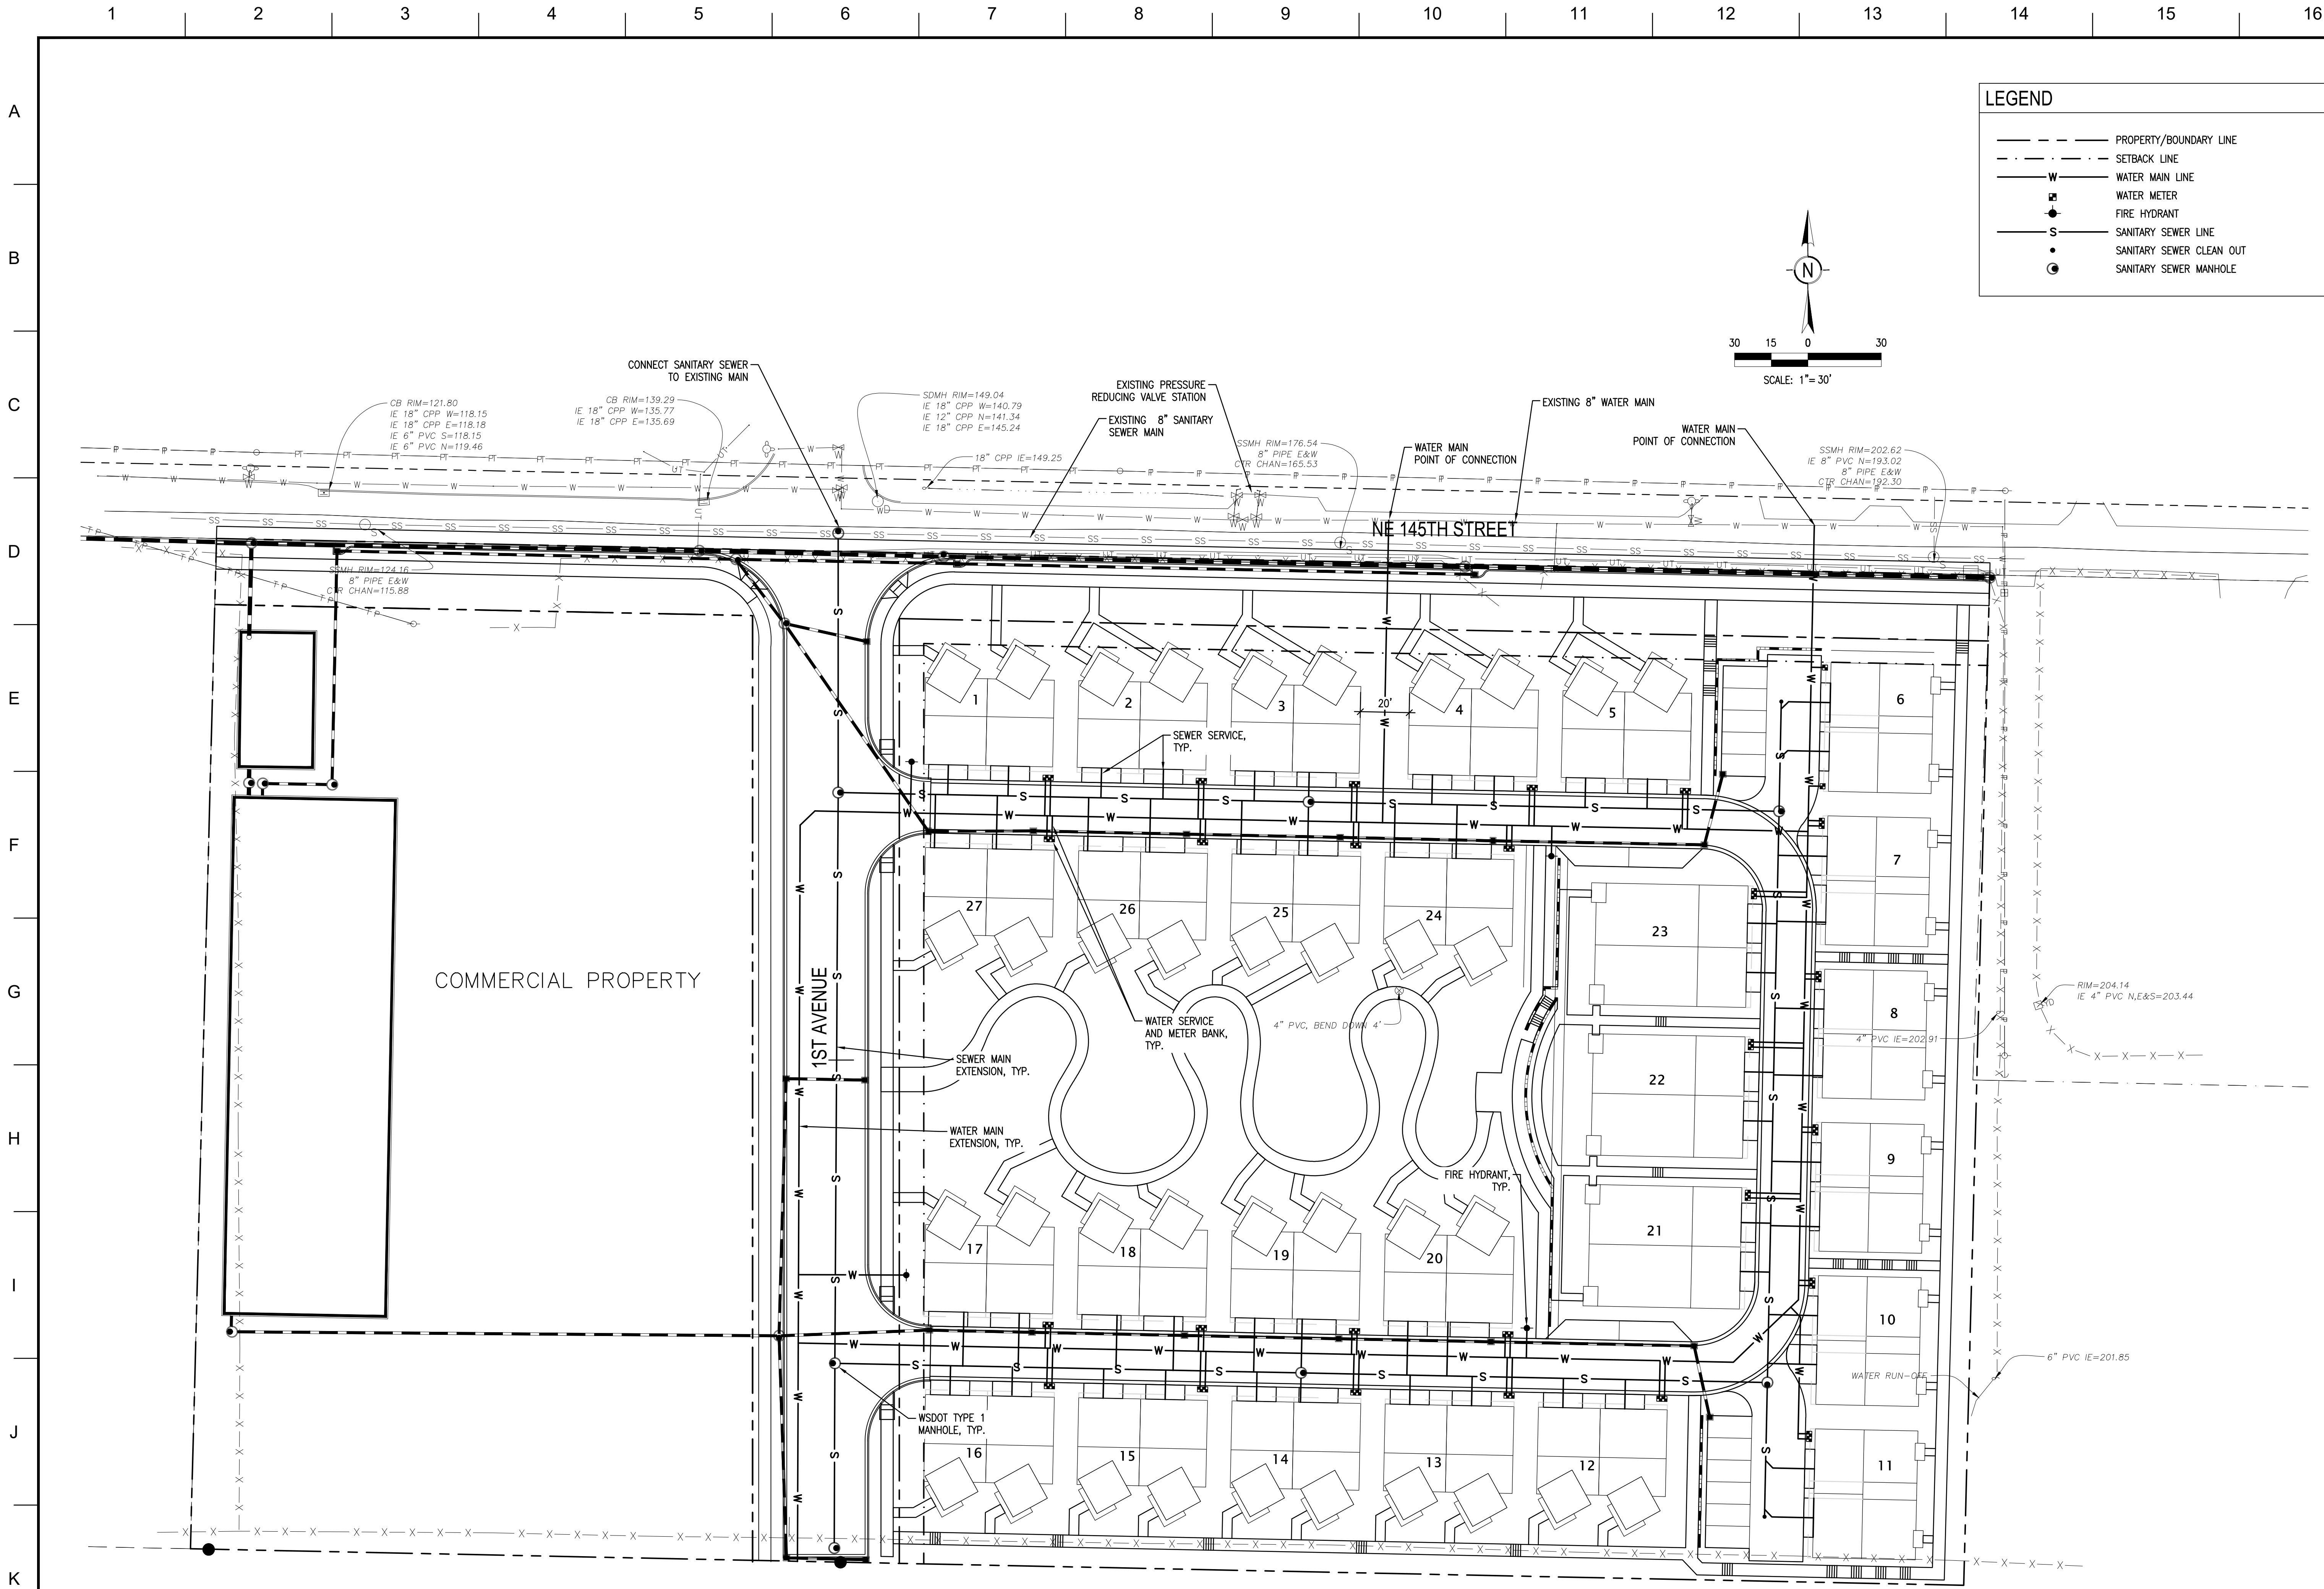 1 2 3 4 5 6 7 8 9 10 11 12 13 14 15 16
A
B
C
D
E
F
G
H
I
J
K
LEGEND
PROPERTY/BOUNDARY LINE
SETBACK LINE
W WATER MAIN LINE
WATER METER
FIRE HYDRANT
S SANITARY SEWER LINE
SANITARY SEWER CLEAN OUT
SANITARY SEWER MANHOLE
N
30 15 0 30
SCALE: 1"= 30'
CONNECT SANITARY SEWER
TO EXISTING MAIN
CB RIM=121.80
IE 18" CPP W=118.15
IE 18" CPP E=118.18
IE 6" PVC S=118.15
IE 6" PVC N=119.46
CB RIM=139.29
IE 18" CPP W=135.77
IE 18" CPP E=135.69
SDMH RIM=149.04
IE 18" CPP W=140.79
IE 12" CPP N=141.34
IE 18" CPP E=145.24
EXISTING PRESSURE
REDUCING VALVE STATION
EXISTING 8" SANITARY
SEWER MAIN
18" CPP IE=149.25
SSMH RIM=176.54
8" PIPE E&W
CTR CHAN=165.53
WATER MAIN
POINT OF CONNECTION
EXISTING 8" WATER MAIN
WATER MAIN
POINT OF CONNECTION
SSMH RIM=202.62
IE 8" PVC N=193.02
8" PIPE E&W
CTR CHAN=192.30
NE 145TH STREET
SSMH RIM=124.16
8" PIPE E&W
CTR CHAN=115.88
1
2
3
20'
4
5
6
SEWER SERVICE,
TYP.
7
27
26
25
24
23
COMMERCIAL PROPERTY
1ST AVENUE
WATER SERVICE
AND METER BANK,
TYP.
4" PVC, BEND DOWN 4'
8
RIM=204.14
IE 4" PVC N,E&S=203.44
4" PVC IE=202.91
SEWER MAIN
EXTENSION, TYP.
22
WATER MAIN
EXTENSION, TYP.
FIRE HYDRANT,
TYP.
9
21
17
18
19
20
10
6" PVC IE=201.85
WATER RUN-OFF
WSDOT TYPE 1
MANHOLE, TYP.
16
15
14
13
12
11